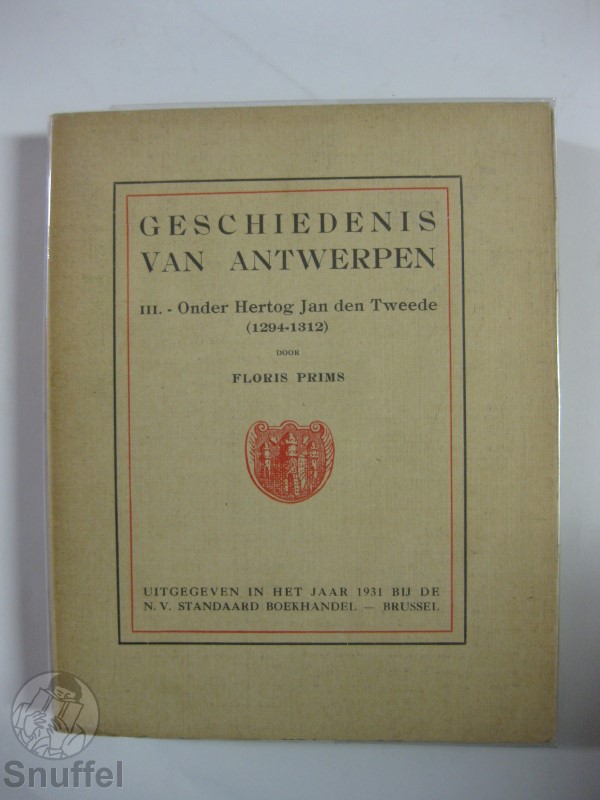 GESCHIEDENIS
VAN ANTWERPEN
III. - Onder Hertog Jan den Tweede
(1294-1312)
DOOR
FLORIS PRIMS
UITGEGEVEN IN HET JAAR 1931 BIJ DE
N. V. STANDAARD BOEKHANDEL — BRUSSEL
Snuffel